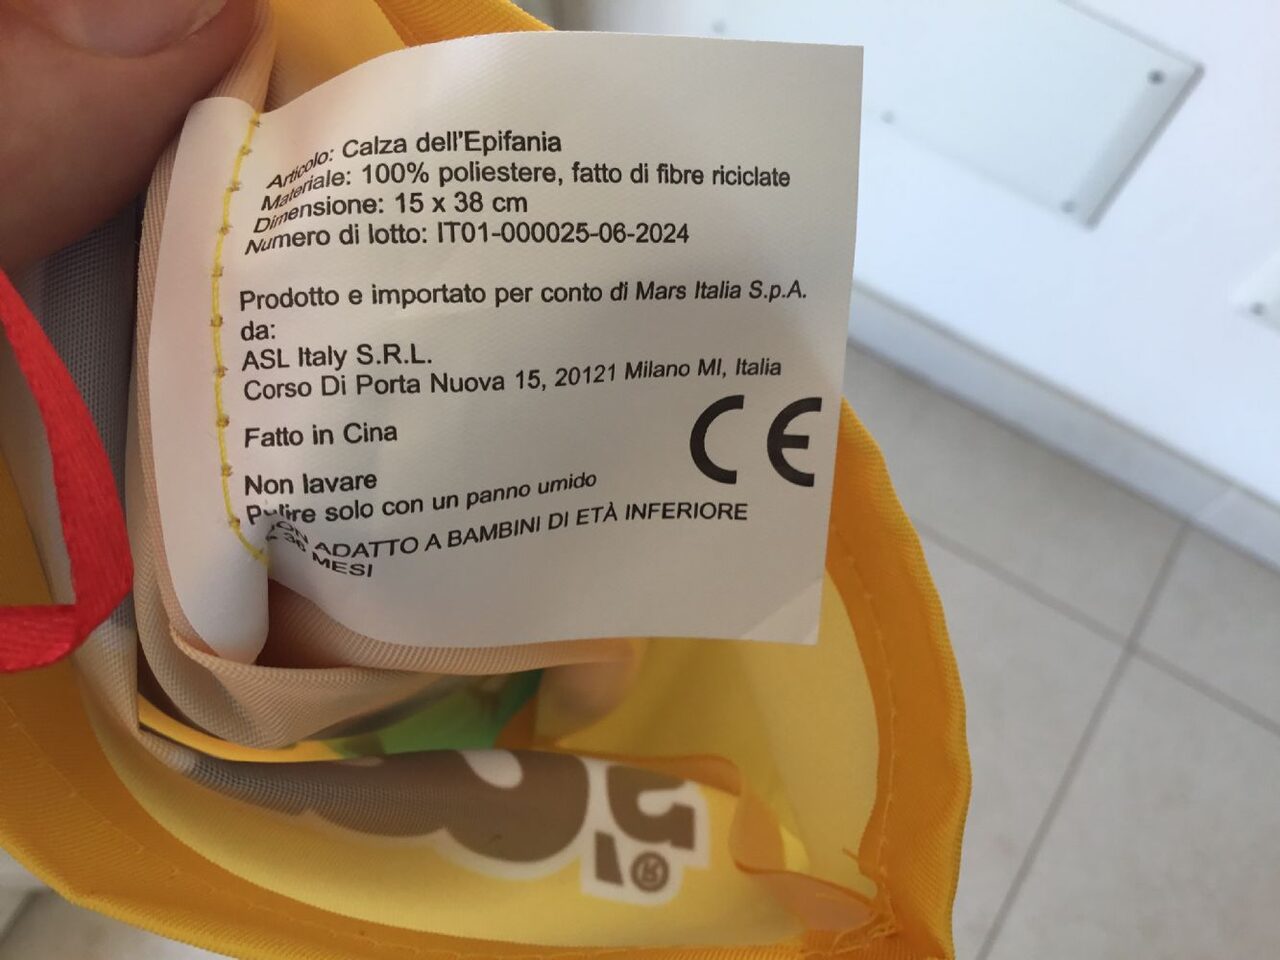 Articolo: Calza dell'Epifania
Materiale: 100% poliestere, fatto di fibre riciclate
Dimensione: 15 x 38 cm
Numero di lotto: IT01-000025-06-2024
Prodotto e importato per conto di Mars Italia S.p.A.
da:
ASL Italy S.R.L.
Corso Di Porta Nuova 15, 20121 Milano MI, Italia
Fatto in Cina
CE
Non lavare
Pulire solo con un panno umido
NON ADATTO A BAMBINI DI ETÀ INFERIORE
A 36 MESI